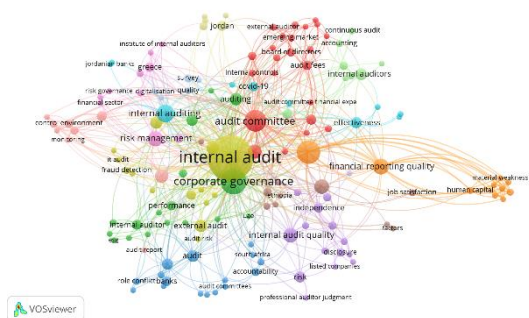 jordan
external auditor
continuous audit
emerging market
accounting
institute of internal auditors
board of directors
greece
audit fees
jordanian banks
internal controls
internal auditors
survey
covid-19
risk governance
digitalisation
quality
financial sector
auditing
audit committee financial expe
internal auditing
control environment
audit committee
effectiveness
monitoring
risk management
internal audit
it audit
financial reporting quality
fraud detection
corporate governance
material weakness
job satisfaction
human capital
ethiopia
performance
independence
uae
internal auditor
external audit
factors
audit risk
internal audit quality
audit report
audit
south africa
disclosure
accountability
listed companies
role conflict
banks
risk
audit committees
professional auditor judgment
VOSviewer